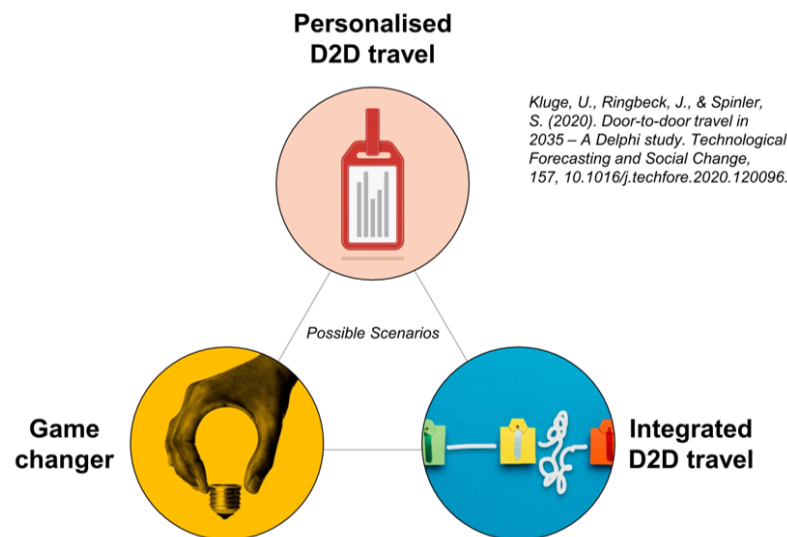 Personalised
D2D travel
Kluge, U., Ringbeck, J., & Spinler,
S. (2020). Door-to-door travel in
2035 – A Delphi study. Technological
Forecasting and Social Change,
157, 10.1016/j.techfore.2020.120096.
Possible Scenarios
Game
changer
Integrated
D2D travel